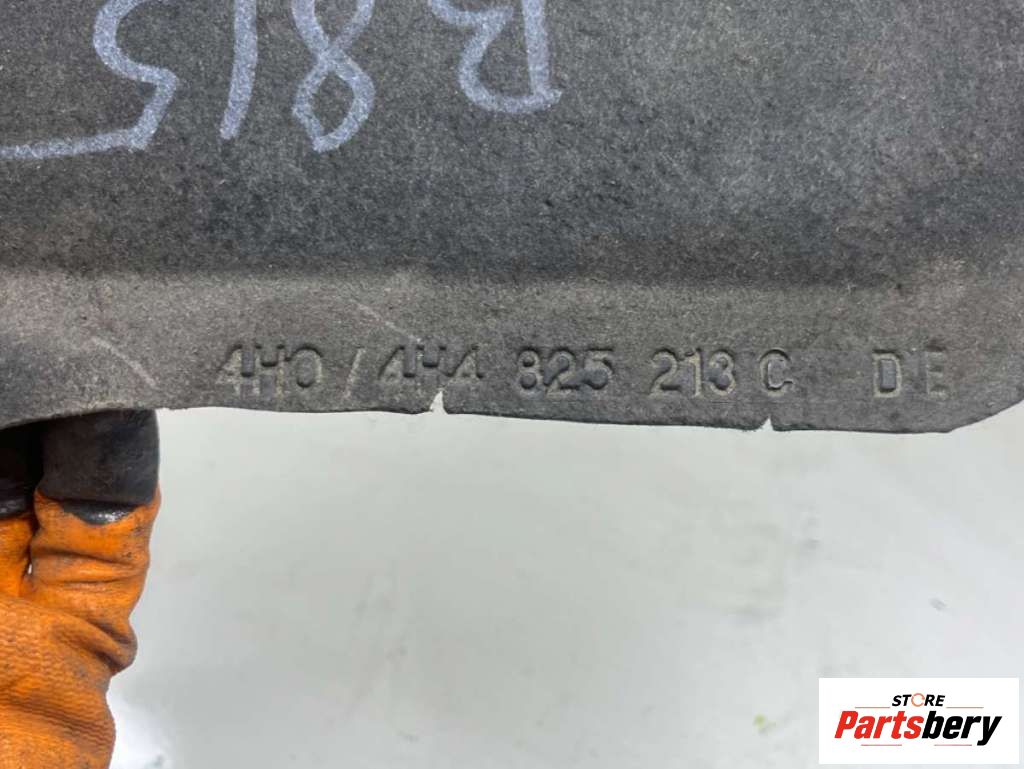 B815
4H0/4H4 825 213 C DE
STORE
Partsbery